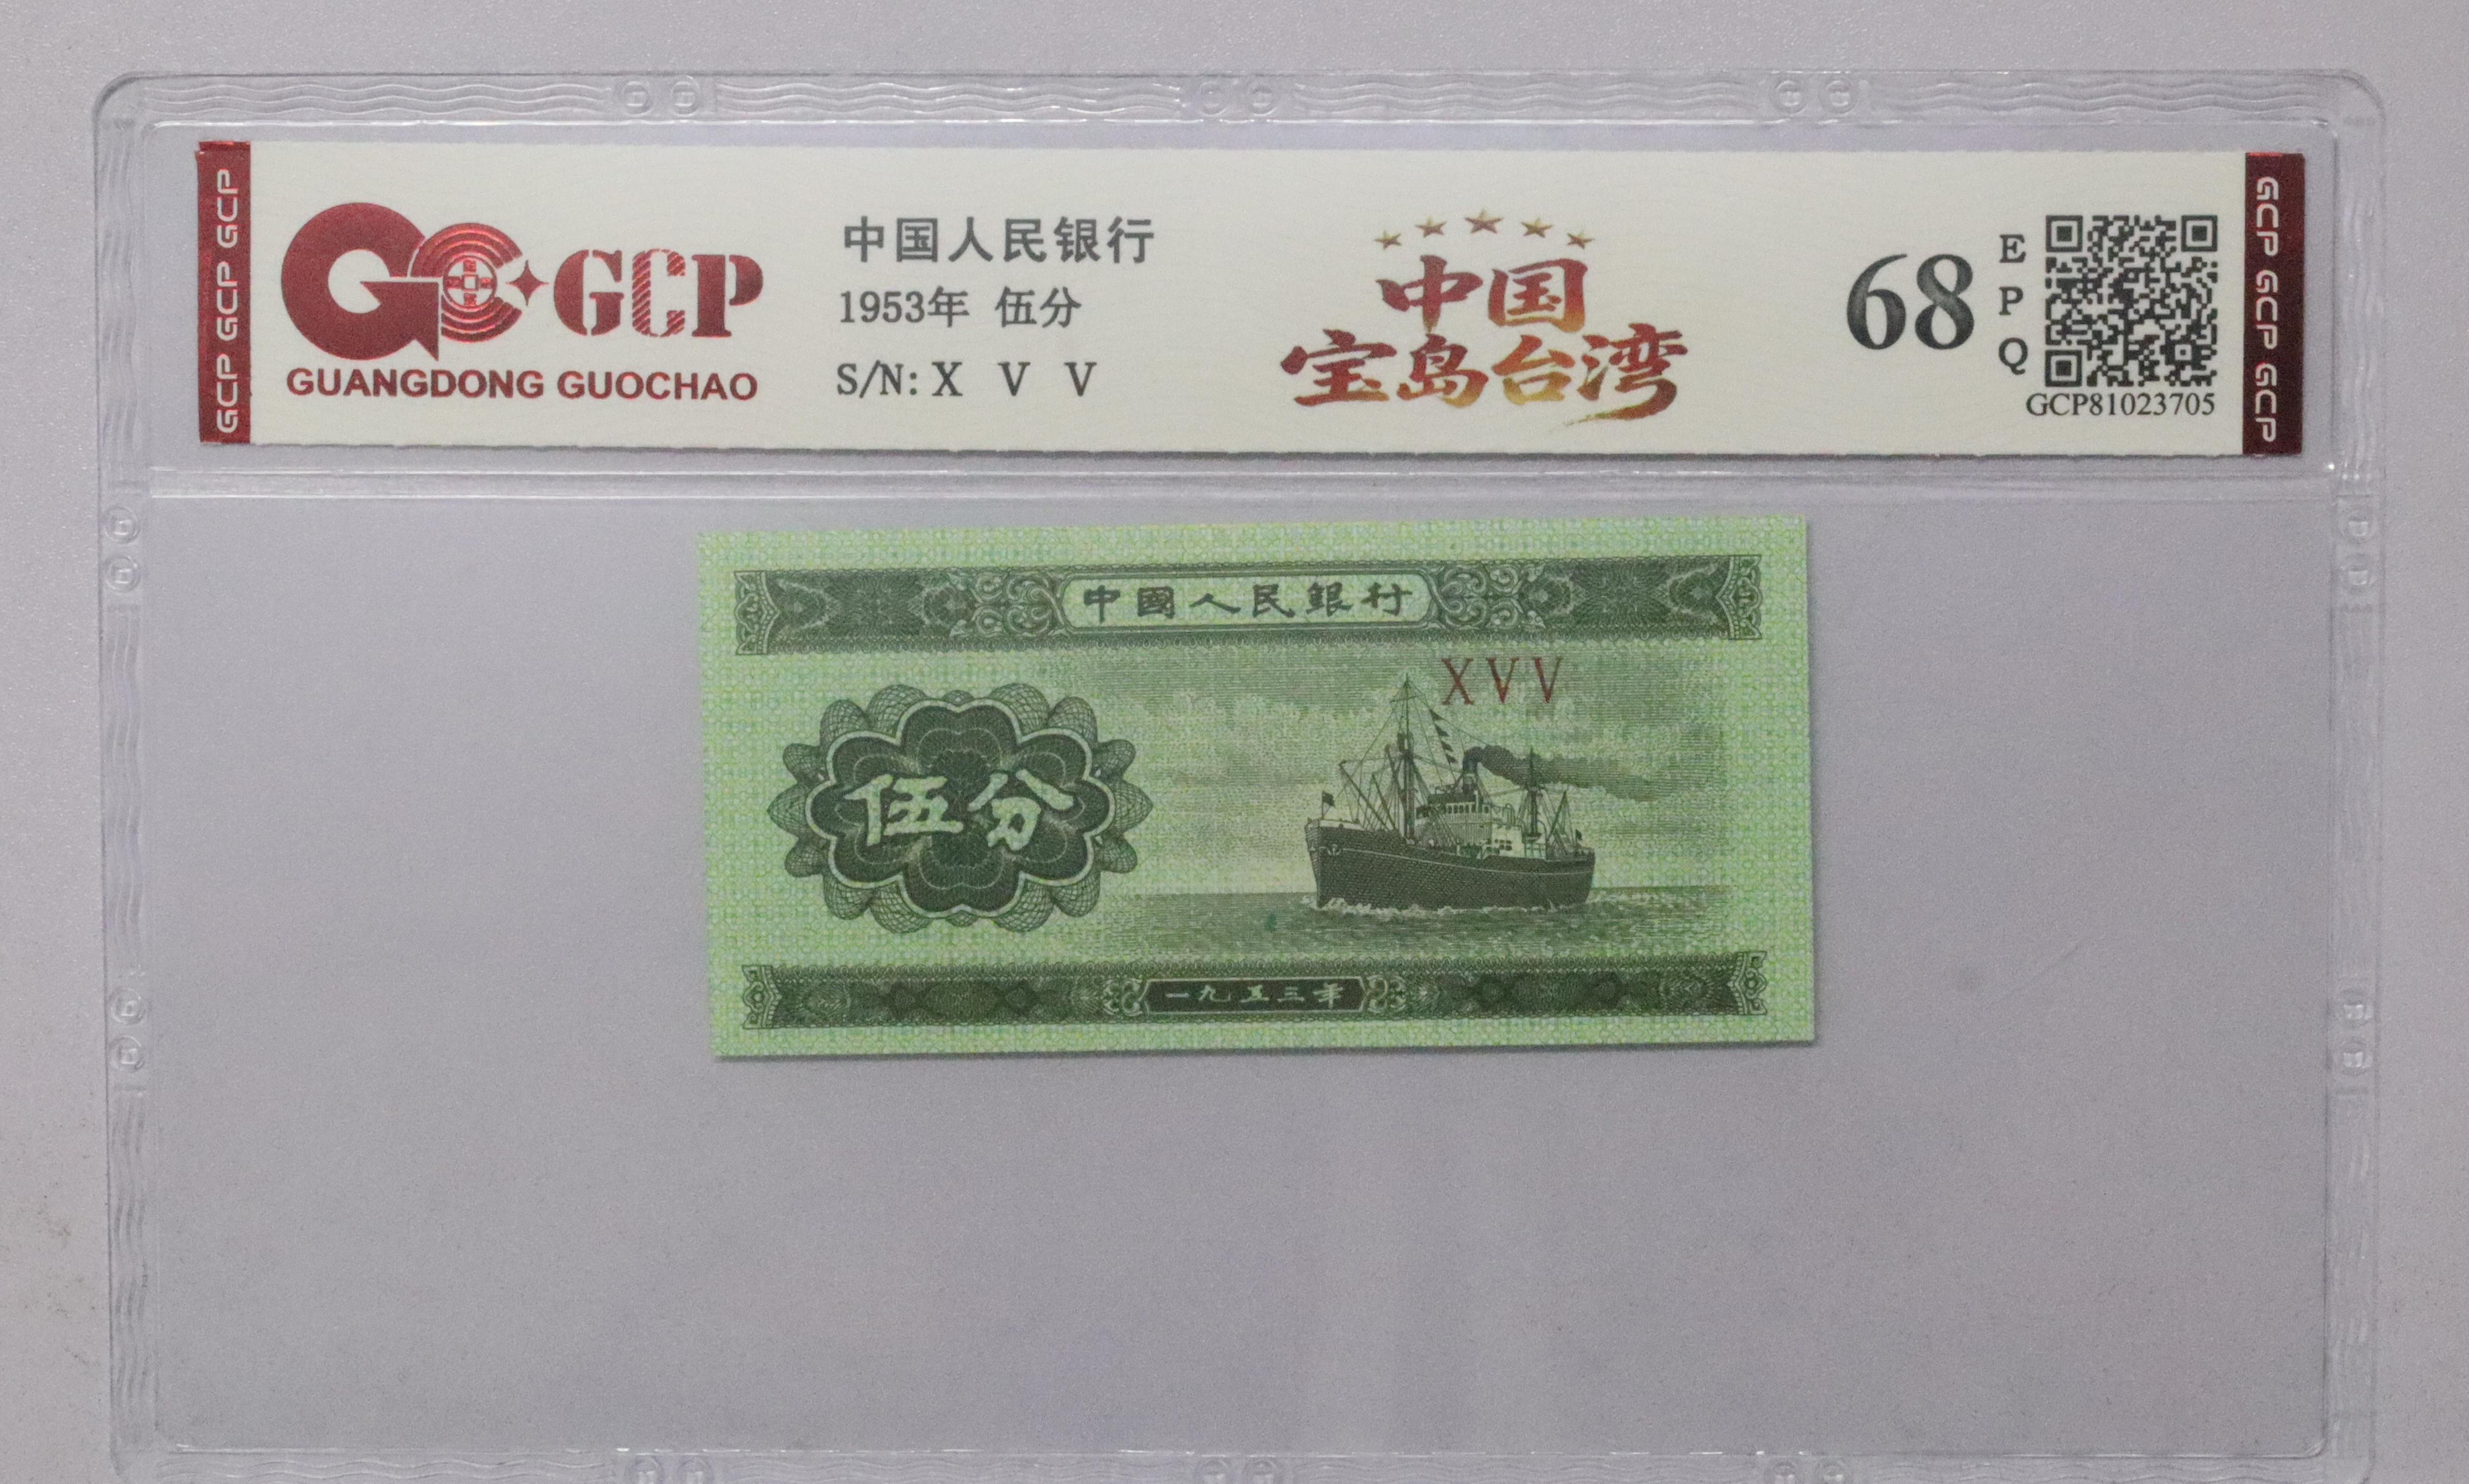 GCP GCP GCP
GCP
GUANGDONG GUOCHAO
中国人民银行
1953年 伍分
S/N: X V V
中国
宝岛台湾
68
EPQ
GCP81023705
GCP GCP GCP
中國人民銀行
XVV
伍分
一九五三年